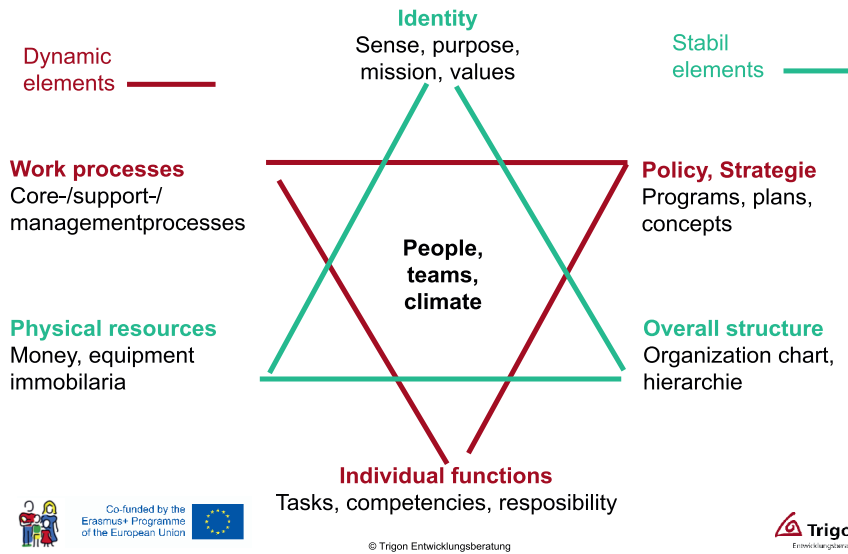 Identity
Sense, purpose,
mission, values
Dynamic
elements
Stabil
elements
Work processes
Core-/support-/
managementprocesses
Policy, Strategie
Programs, plans,
concepts
People,
teams,
climate
Physical resources
Money, equipment
immobilaria
Overall structure
Organization chart,
hierarchie
Individual functions
Tasks, competencies, resposibility
Co-funded by the
Erasmus+ Programme
of the European Union
© Trigon Entwicklungsberatung
Trigo
Entwicklungsbera